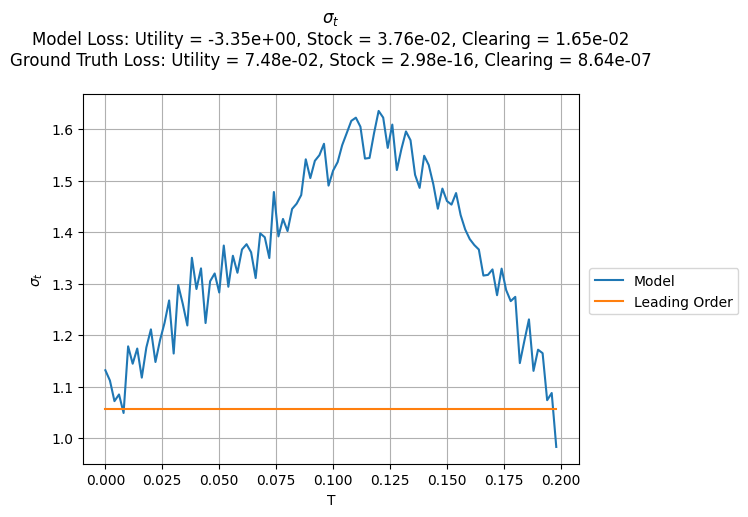 σ_t
Model Loss: Utility = -3.35e+00, Stock = 3.76e-02, Clearing = 1.65e-02
Ground Truth Loss: Utility = 7.48e-02, Stock = 2.98e-16, Clearing = 8.64e-07
1.6
1.5
1.4
1.3
1.2
1.1
1.0
σ_t
0.000 0.025 0.050 0.075 0.100 0.125 0.150 0.175 0.200
T
Model
Leading Order